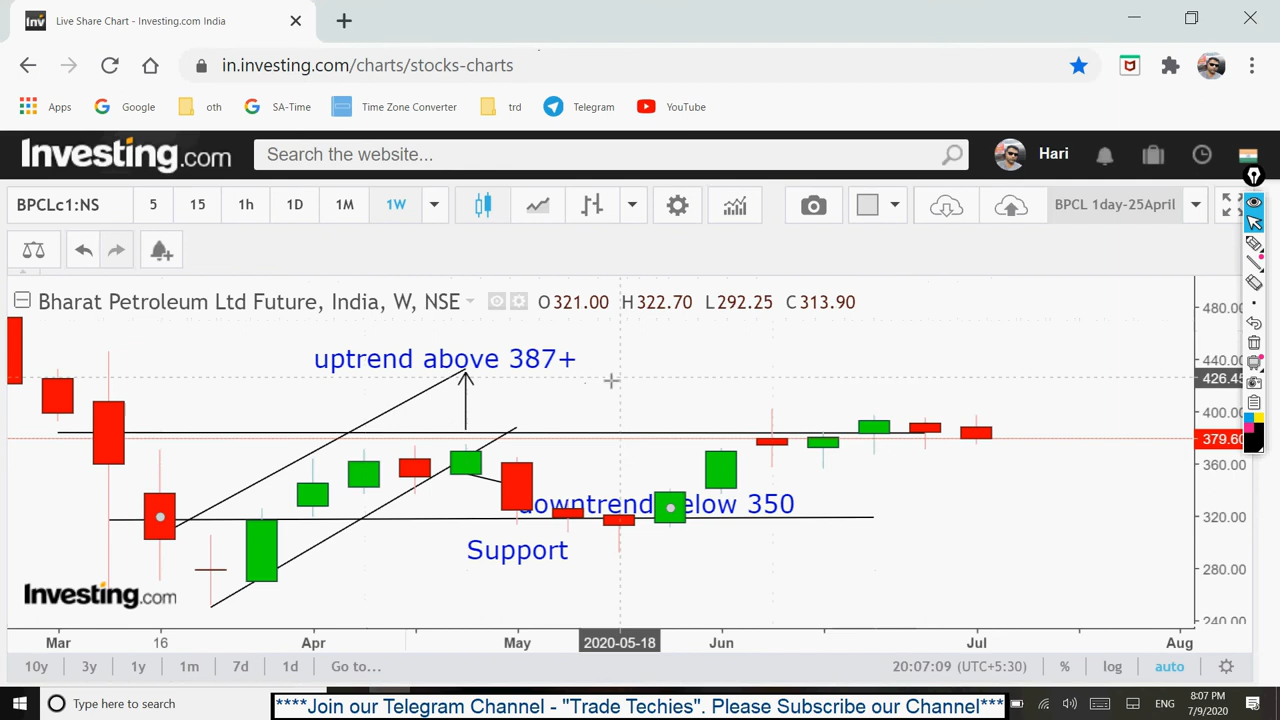 Inv Live Share Chart - Investing.com India
in.investing.com/charts/stocks-charts
Apps Google oth SA-Time Time Zone Converter trd Telegram YouTube
Investing.com Search the website... Hari
BPCLc1:NS 5 15 1h 1D 1M 1W BPCL 1day-25April
Bharat Petroleum Ltd Future, India, W, NSE O321.00 H322.70 L292.25 C313.90
480.00
uptrend above 387+
440.00
426.45
400.00
379.60
360.00
downtrend below 350
320.00
Support
280.00
Investing.com
240.00
Mar 16 Apr May 2020-05-18 Jun Jul Aug
10y 3y 1y 1m 7d 1d Go to... 20:07:09 (UTC+5:30) % log auto
Type here to search
****Join our Telegram Channel - "Trade Techies". Please Subscribe our Channel***
ENG
8:07 PM
7/9/2020